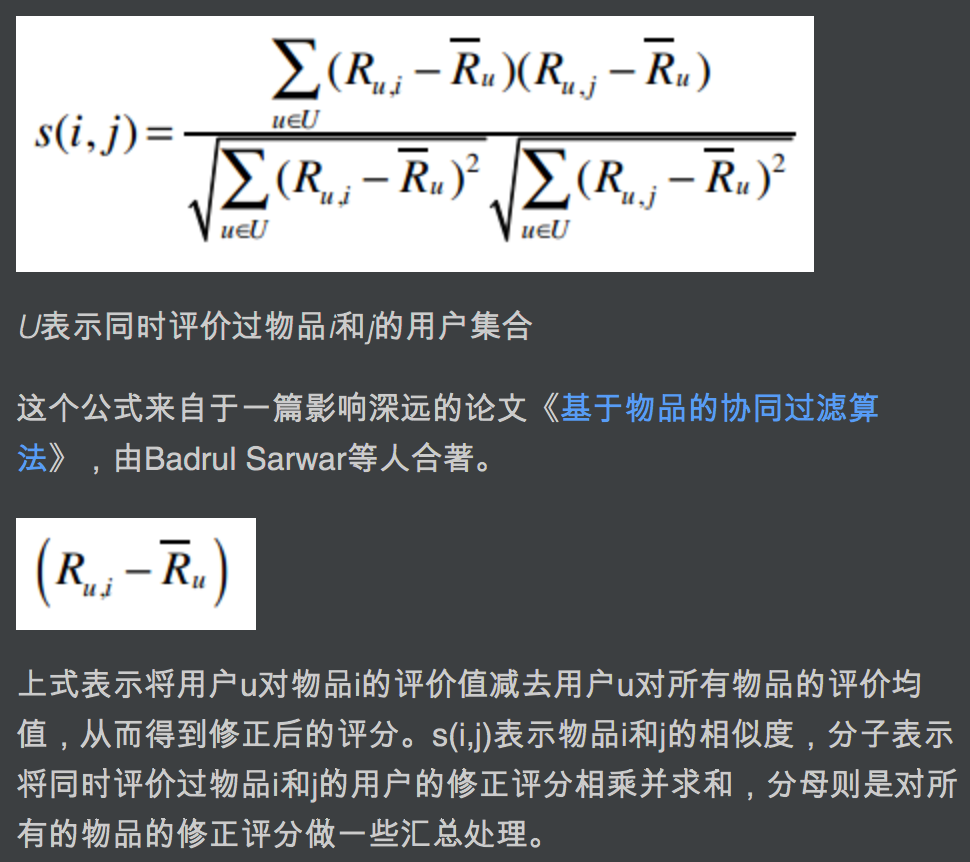 s(i,j)=\frac{\sum_{u∈U}(R_{u,i}-\overline{R}_u)(R_{u,j}-\overline{R}_u)}{\sqrt{\sum_{u∈U}(R_{u,i}-\overline{R}_u)^2}\sqrt{\sum_{u∈U}(R_{u,j}-\overline{R}_u)^2}}
U表示同时评价过物品i和j的用户集合
这个公式来自于一篇影响深远的论文《基于物品的协同过滤算
法》，由Badrul Sarwar等人合著。
(R_{u,i}-\overline{R}_u)
上式表示将用户u对物品i的评价值减去用户u对所有物品的评价均
值，从而得到修正后的评分。s(i,j)表示物品i和j的相似度，分子表示
将同时评价过物品i和j的用户的修正评分相乘并求和，分母则是对所
有的物品的修正评分做一些汇总处理。